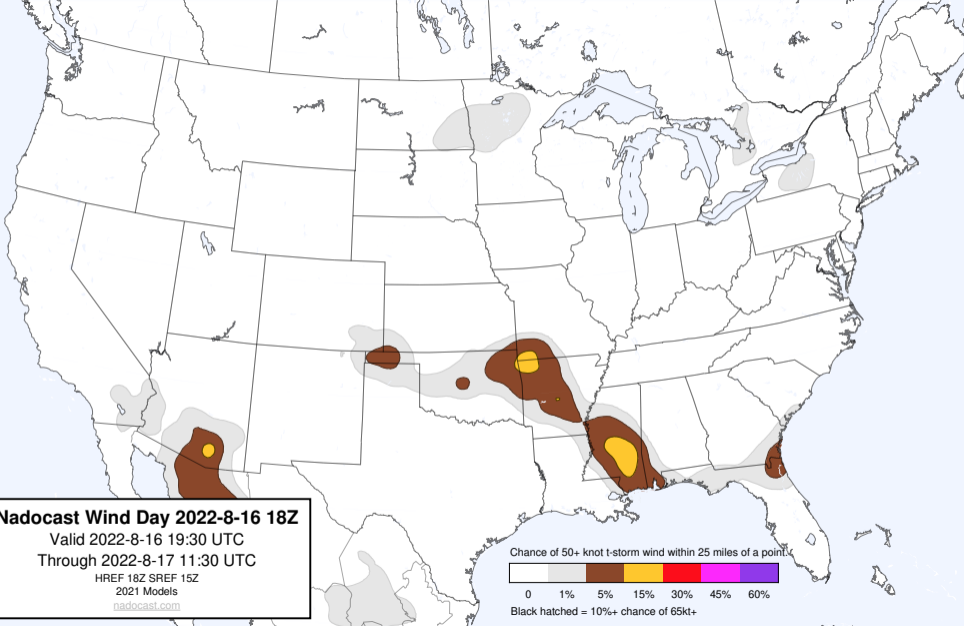 Nadocast Wind Day 2022-8-16 18Z
Valid 2022-8-16 19:30 UTC
Through 2022-8-17 11:30 UTC
HREF 18Z SREF 15Z
2021 Models
nadocast.com
Chance of 50+ knot t-storm wind within 25 miles of a point.
0 1% 5% 15% 30% 45% 60%
Black hatched = 10%+ chance of 65kt+